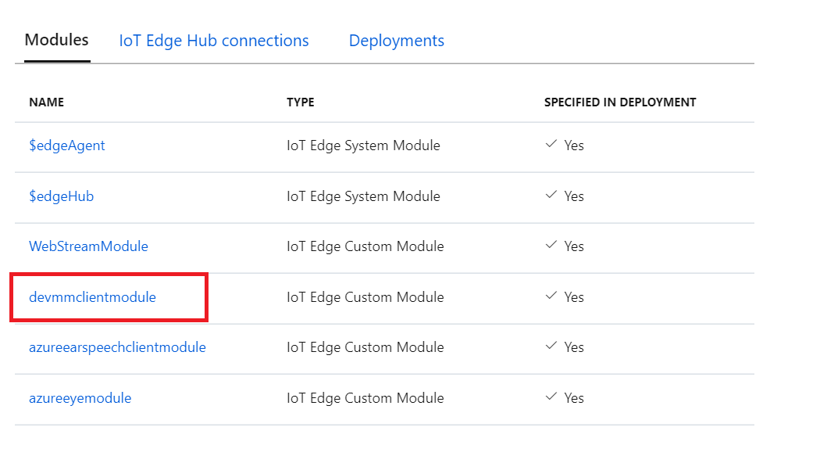 Modules IoT Edge Hub connections Deployments
NAME TYPE SPECIFIED IN DEPLOYMENT
$edgeAgent IoT Edge System Module Yes
$edgeHub IoT Edge System Module Yes
WebStreamModule IoT Edge Custom Module Yes
devmmclientmodule IoT Edge Custom Module Yes
azureearspeechclientmodule IoT Edge Custom Module Yes
azureeyemodule IoT Edge Custom Module Yes